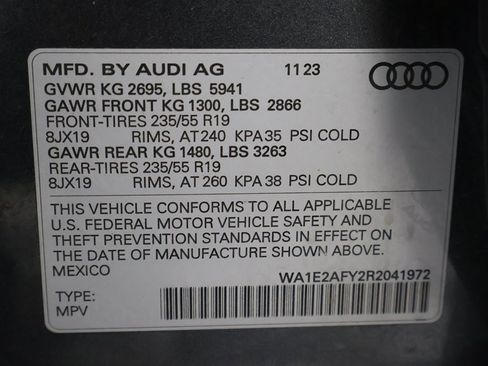 MFD. BY AUDI AG 11 23
GVWR KG 2695, LBS 5941
GAWR FRONT KG 1300, LBS 2866
FRONT-TIRES 235/55 R19
8JX19 RIMS, AT 240 KPA 35 PSI COLD
GAWR REAR KG 1480, LBS 3263
REAR-TIRES 235/55 R19
8JX19 RIMS, AT 260 KPA 38 PSI COLD
THIS VEHICLE CONFORMS TO ALL APPLICABLE
U.S. FEDERAL MOTOR VEHICLE SAFETY AND
THEFT PREVENTION STANDARDS IN EFFECT ON
THE DATE OF MANUFACTURE SHOWN ABOVE.
MEXICO WA1E2AFY2R2041972
TYPE:
MPV